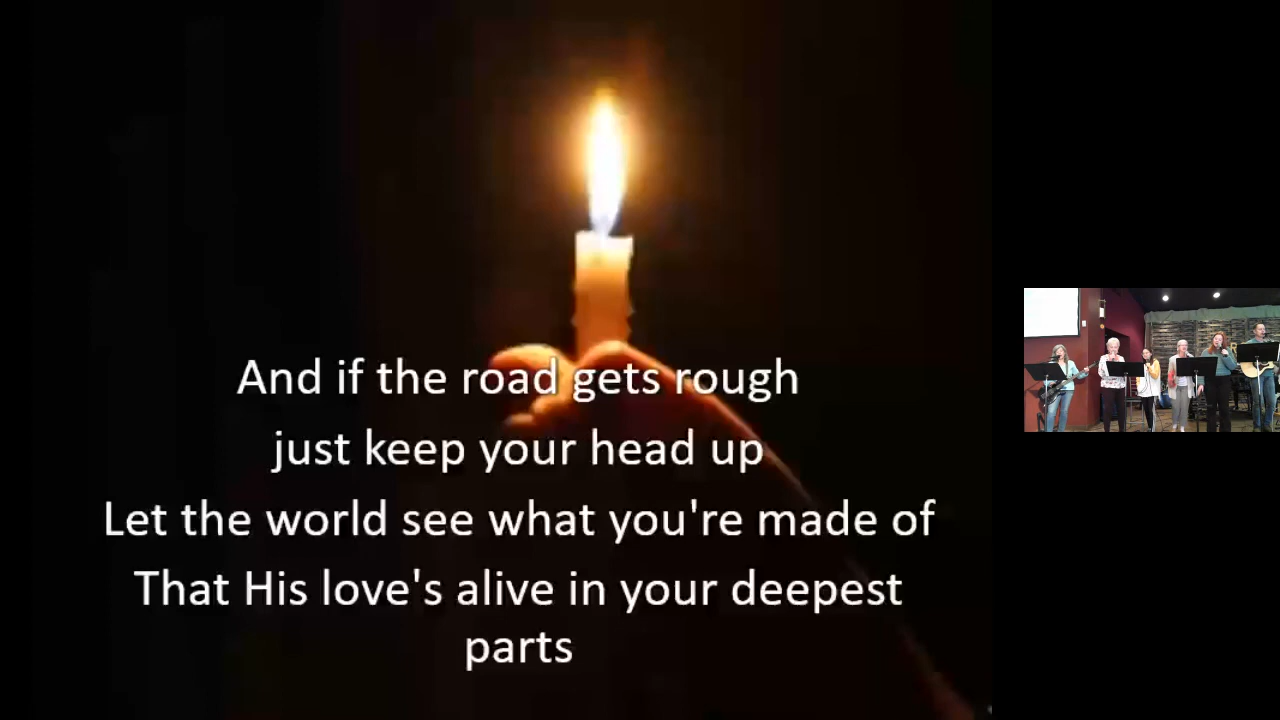 And if the road gets rough
just keep your head up
Let the world see what you're made of
That His love's alive in your deepest
parts